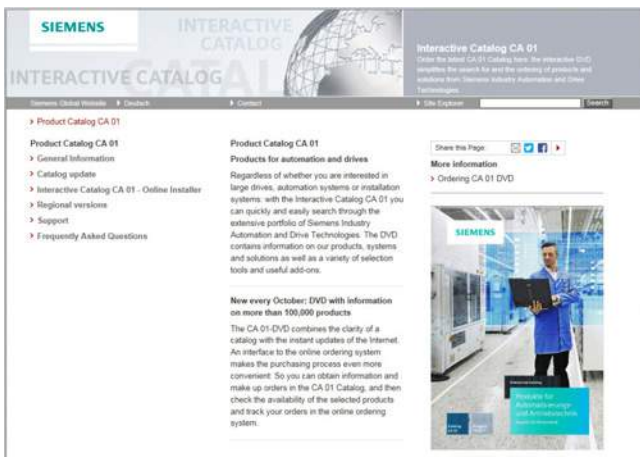 SIEMENS
INTERACTIVE
CATALOG
INTERACTIVE CATALOG
Interactive Catalog CA 01
Order the latest CA 01 Catalog here: the interactive DVD
simplifies the search for and the ordering of products and
solutions from Siemens Industry Automation and Drive
Technologies.
Siemens Global Website Deutsch Contact Site Explorer Search
Product Catalog CA 01
Product Catalog CA 01
General Information
Catalog update
Interactive Catalog CA 01 - Online Installer
Regional versions
Support
Frequently Asked Questions
Product Catalog CA 01
Products for automation and drives
Regardless of whether you are interested in
large drives, automation systems or installation
systems: with the Interactive Catalog CA 01 you
can quickly and easily search through the
extensive portfolio of Siemens Industry
Automation and Drive Technologies. The DVD
contains information on our products, systems
and solutions as well as a variety of selection
tools and useful add-ons.
New every October: DVD with information
on more than 100,000 products
The CA 01-DVD combines the clarity of a
catalog with the instant updates of the Internet.
An interface to the online ordering system
makes the purchasing process even more
convenient: So you can obtain information and
make up orders in the CA 01 Catalog, and then
check the availability of the selected products
and track your orders in the online ordering
system.
Share this Page:
More information
Ordering CA 01 DVD
SIEMENS
Produkte für
Automatisierungs-
und Antriebstechnik